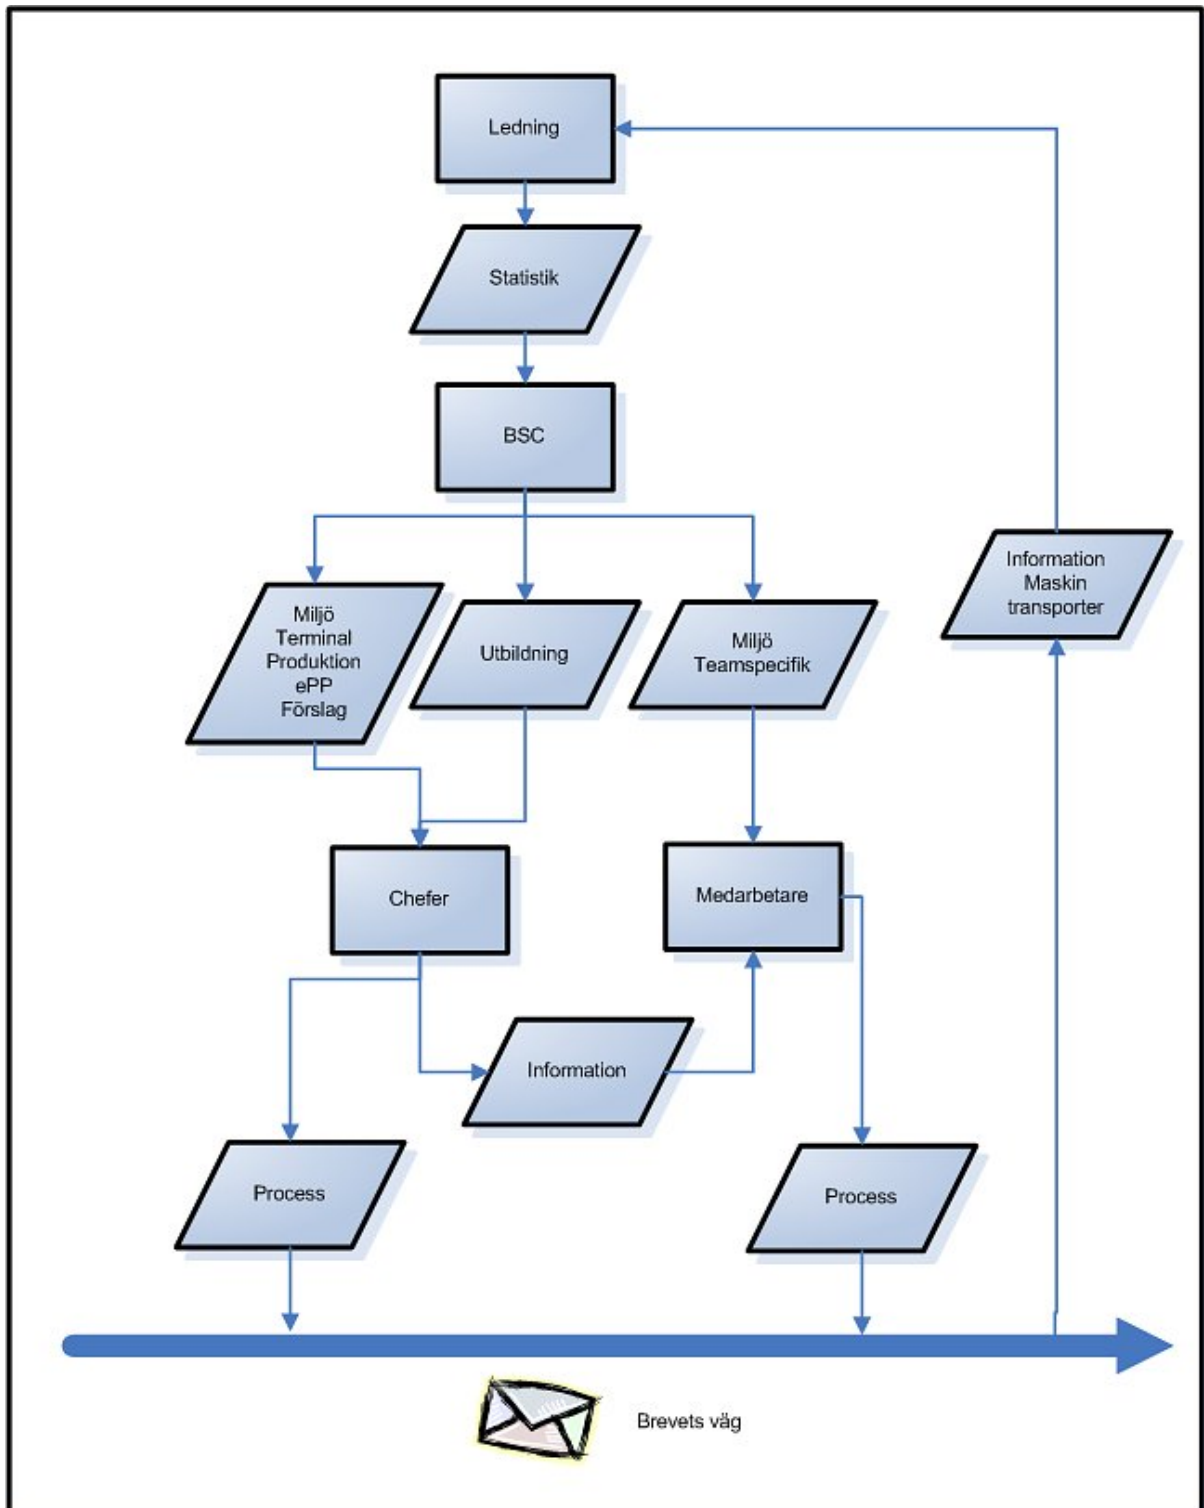 Ledning
Statistik
BSC
Information
Maskin
transporter
Miljö
Terminal
Produktion
ePP
Förslag
Utbildning
Miljö
Teamspecifik
Chefer
Medarbetare
Information
Process
Process
Brevets väg